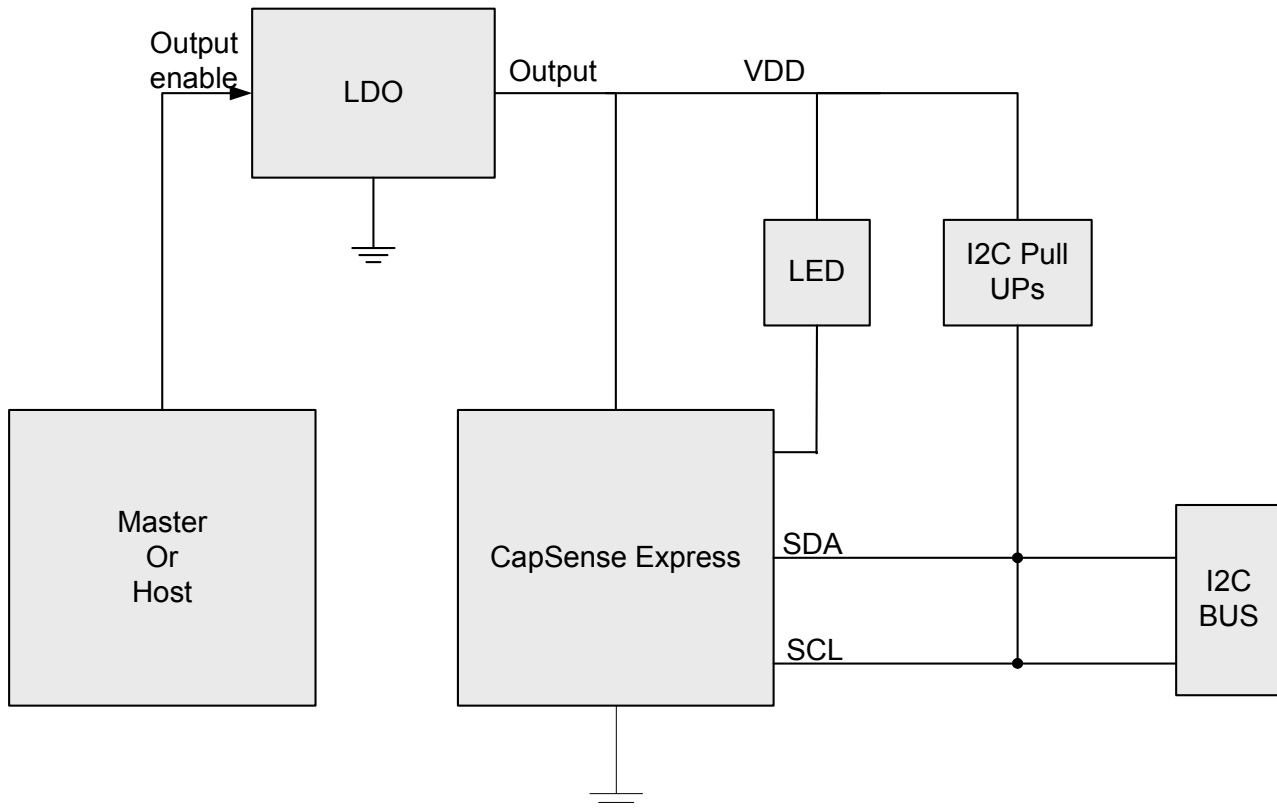 Output
enable
LDO
Output
VDD
LED
I2C Pull
UPs
Master
Or
Host
CapSense Express
SDA
SCL
I2C
BUS